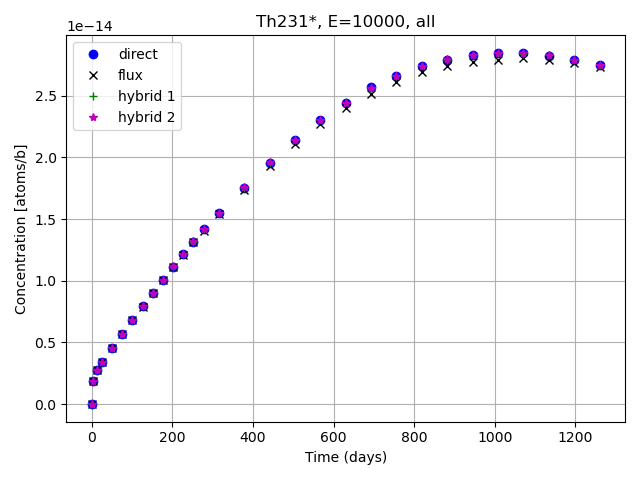 Th231*, E=10000, all
1e−14
direct
flux
hybrid 1
hybrid 2
2.5
2.0
1.5
1.0
0.5
0.0
Concentration [atoms/b]
0 200 400 600 800 1000 1200
Time (days)